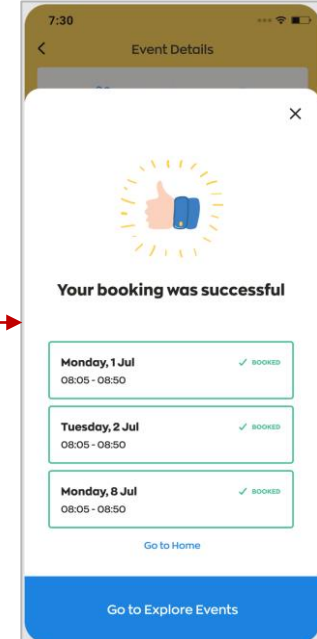 7:30
Event Details
Your booking was successful
Monday, 1 Jul
BOOKED
08:05 - 08:50
Tuesday, 2 Jul
BOOKED
08:05 - 08:50
Monday, 8 Jul
BOOKED
08:05 - 08:50
Go to Home
Go to Explore Events